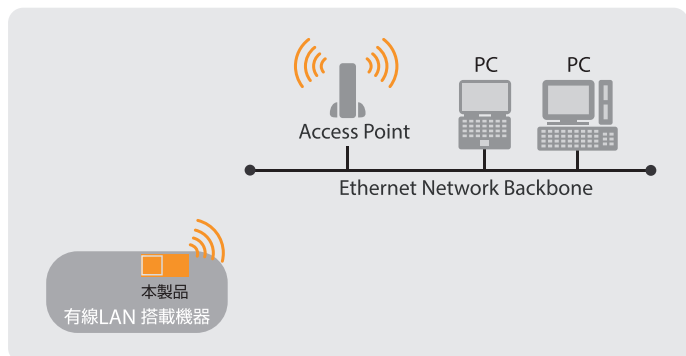 PC
PC
Access Point
Ethernet Network Backbone
本製品
有線LAN 搭載機器